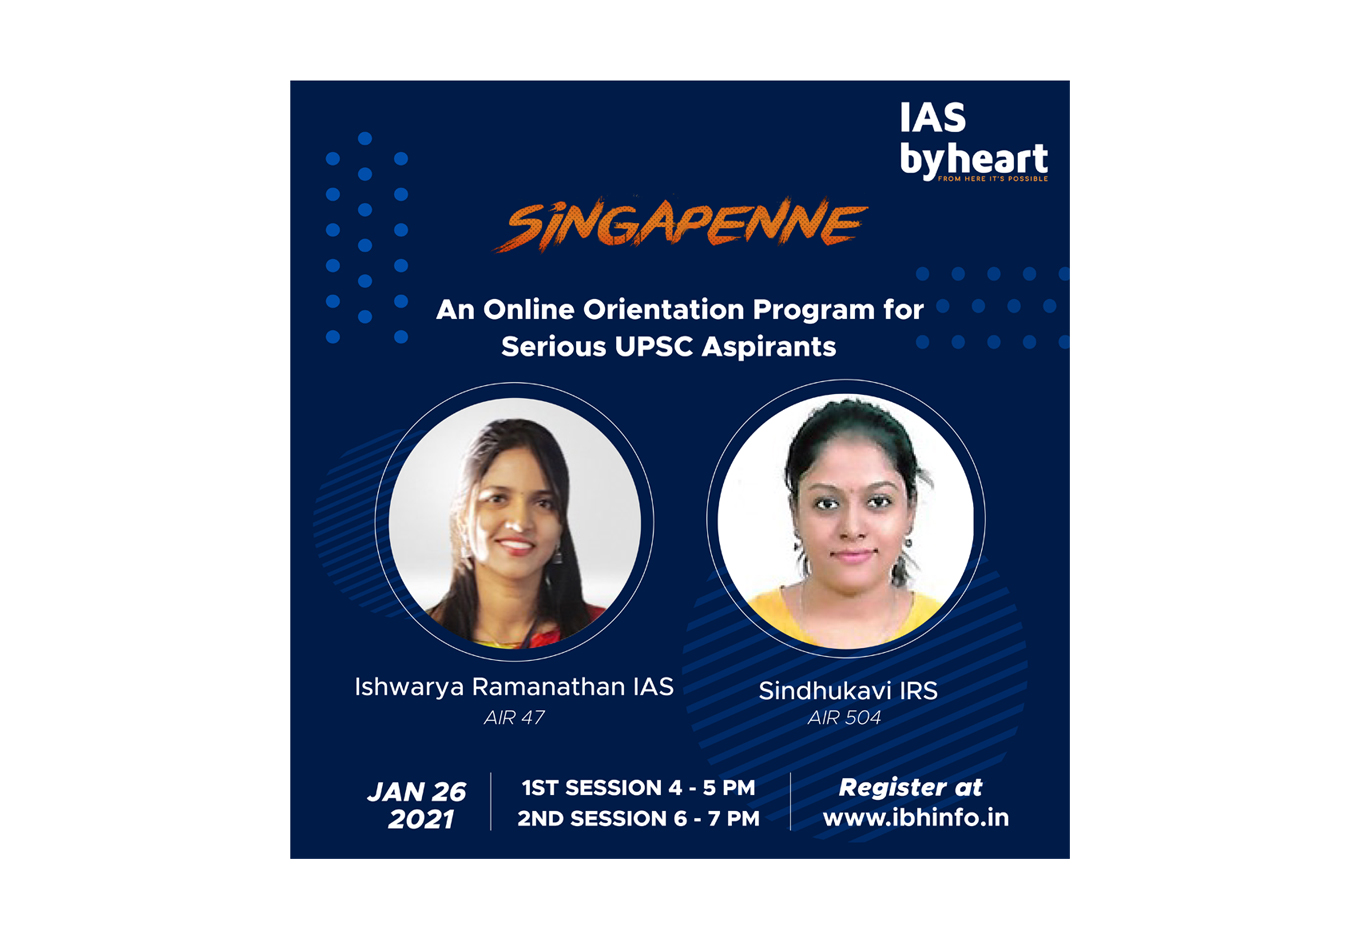 IAS
byheart
FROM HERE IT'S POSSIBLE
SINGAPENNE
An Online Orientation Program for
Serious UPSC Aspirants
Ishwarya Ramanathan IAS
AIR 47
Sindhukavi IRS
AIR 504
JAN 26
2021
1ST SESSION 4 - 5 PM
2ND SESSION 6 - 7 PM
Register at
www.ibhinfo.in